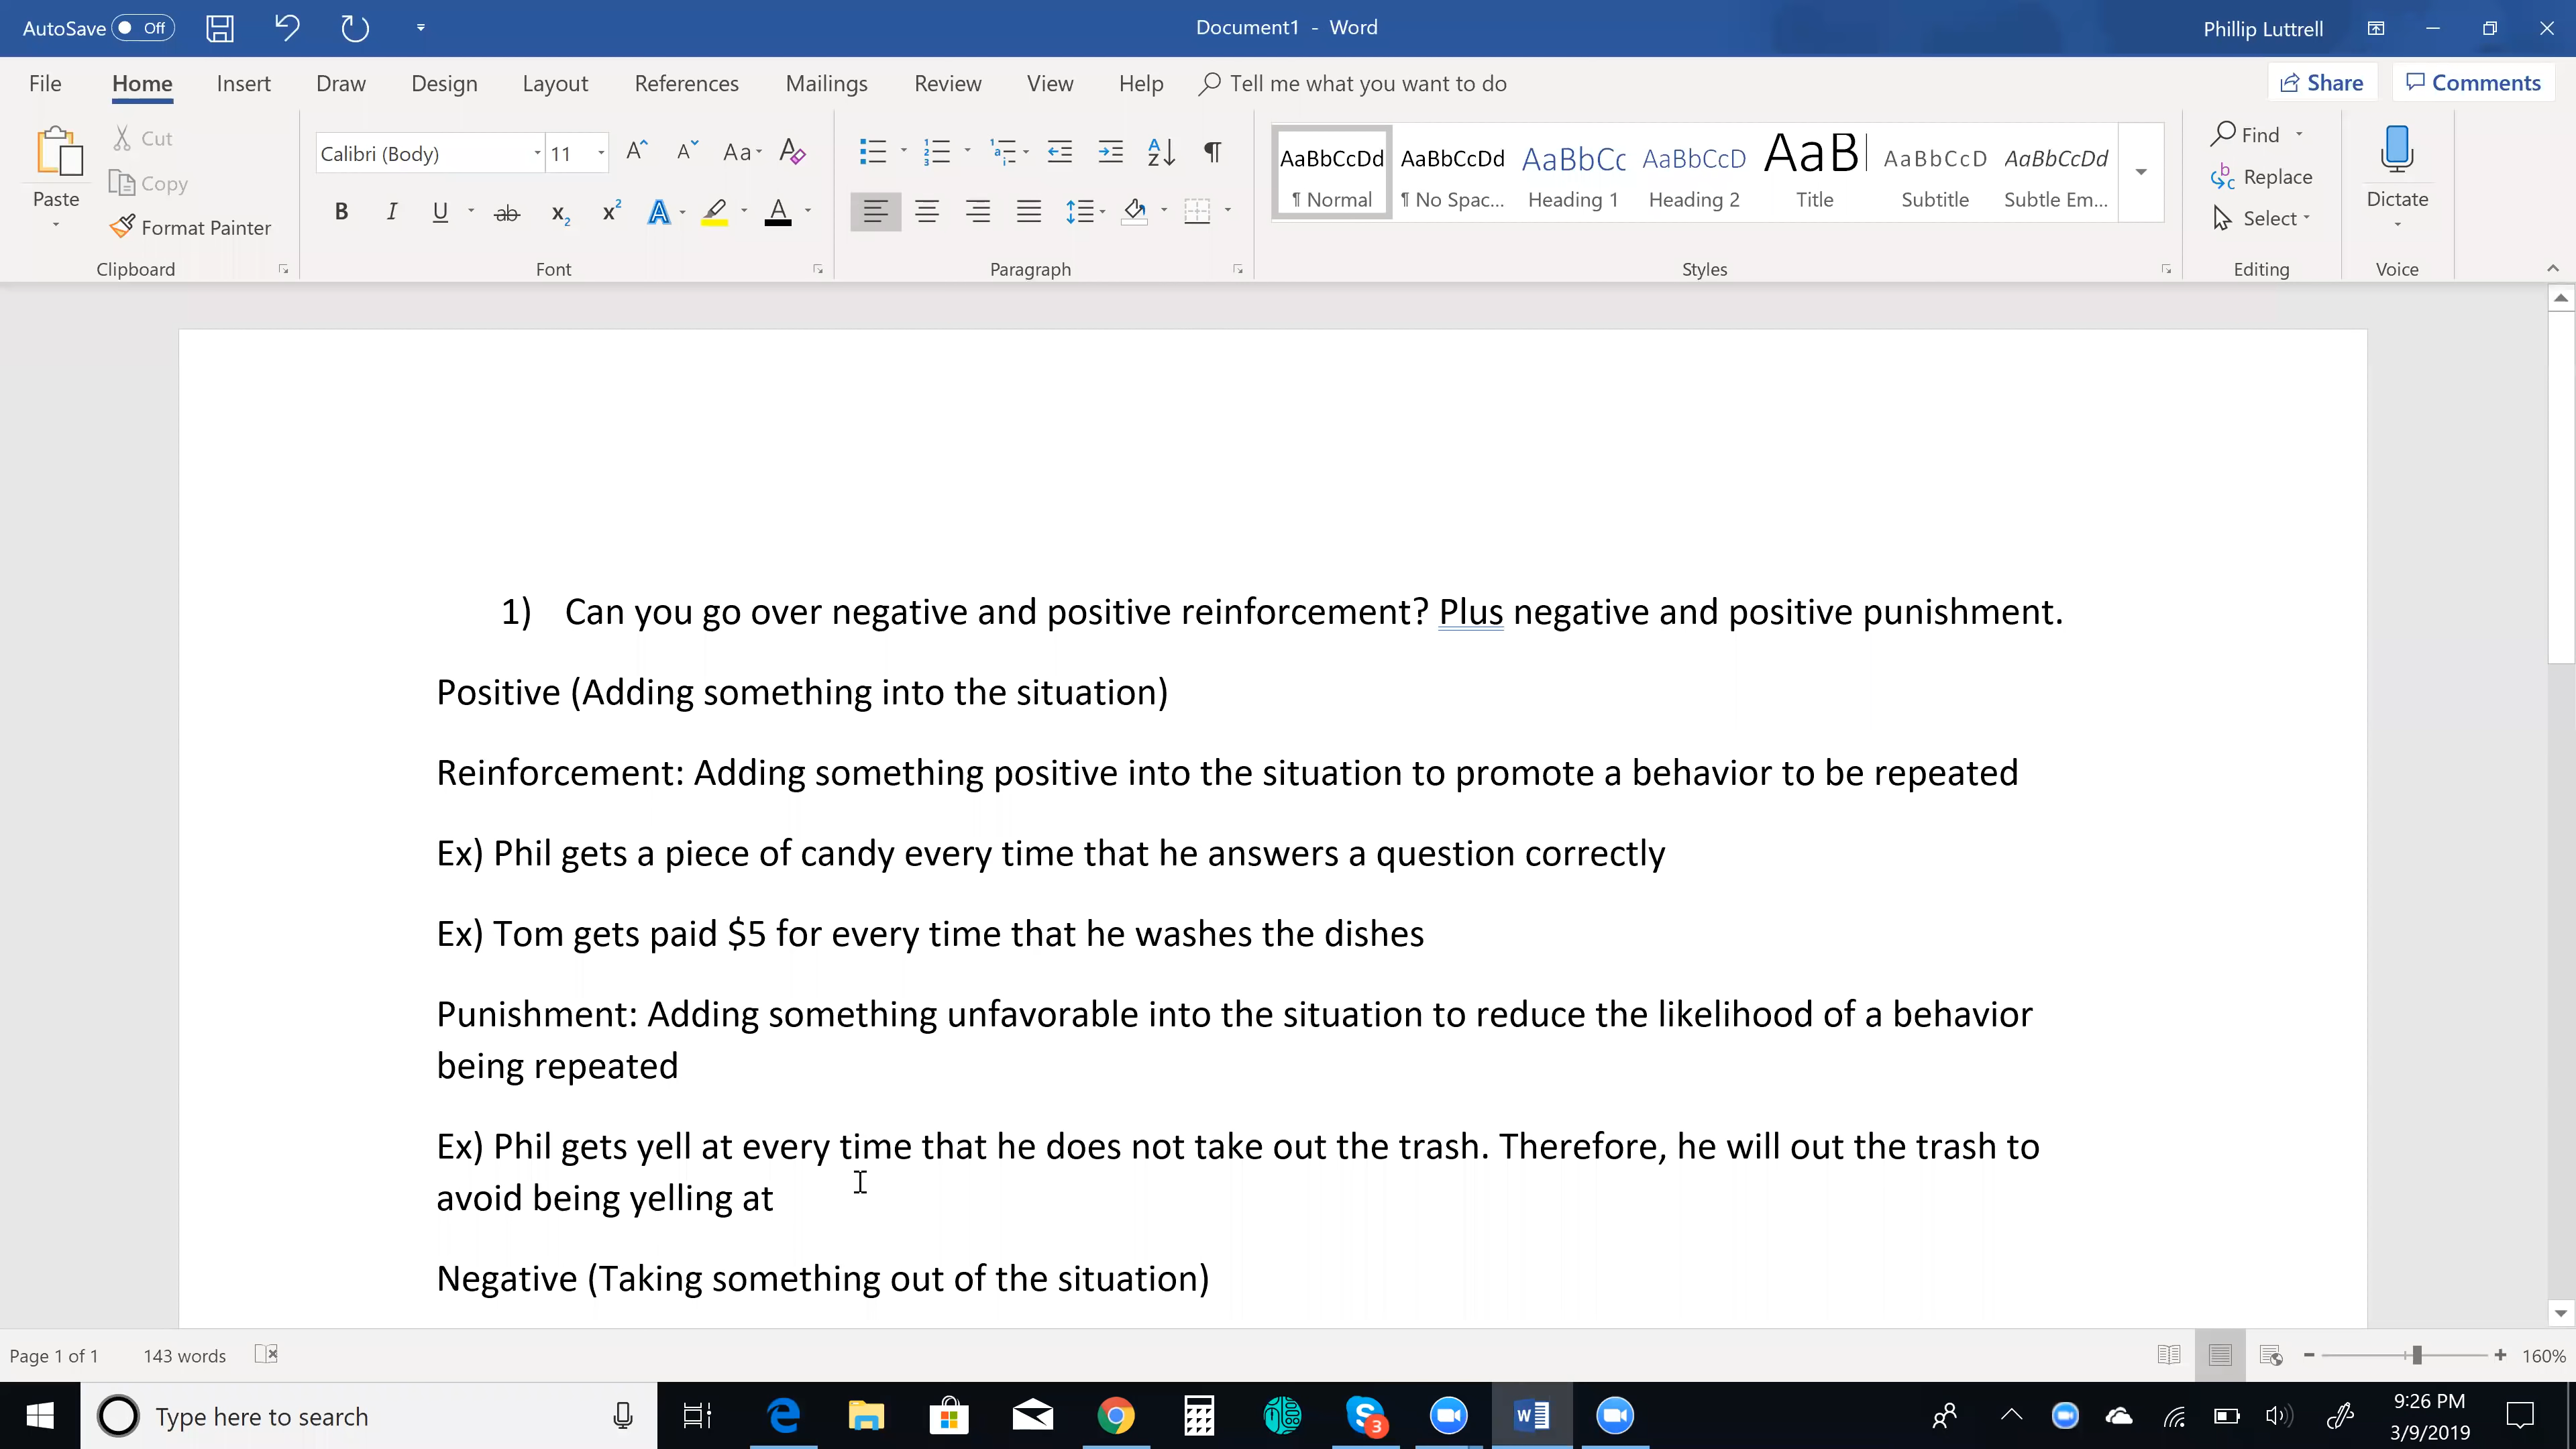 AutoSave Off
Document1 - Word
Phillip Luttrell
File Home Insert Draw Design Layout References Mailings Review View Help Tell me what you want to do
Share Comments
Paste
Cut
Copy
Format Painter
Clipboard
Calibri (Body) 11
Font
Paragraph
AaBbCcDd AaBbCcDd AaBbCc AaBbCcD AaB AaBbCcD AaBbCcDd
¶ Normal ¶ No Spac... Heading 1 Heading 2 Title Subtitle Subtle Em...
Styles
Find
Replace
Select
Editing
Dictate
Voice
1) Can you go over negative and positive reinforcement? Plus negative and positive punishment.
Positive (Adding something into the situation)
Reinforcement: Adding something positive into the situation to promote a behavior to be repeated
Ex) Phil gets a piece of candy every time that he answers a question correctly
Ex) Tom gets paid $5 for every time that he washes the dishes
Punishment: Adding something unfavorable into the situation to reduce the likelihood of a behavior
being repeated
Ex) Phil gets yell at every time that he does not take out the trash. Therefore, he will out the trash to
avoid being yelling at
Negative (Taking something out of the situation)
Page 1 of 1 143 words
160%
Type here to search
3
9:26 PM
3/9/2019